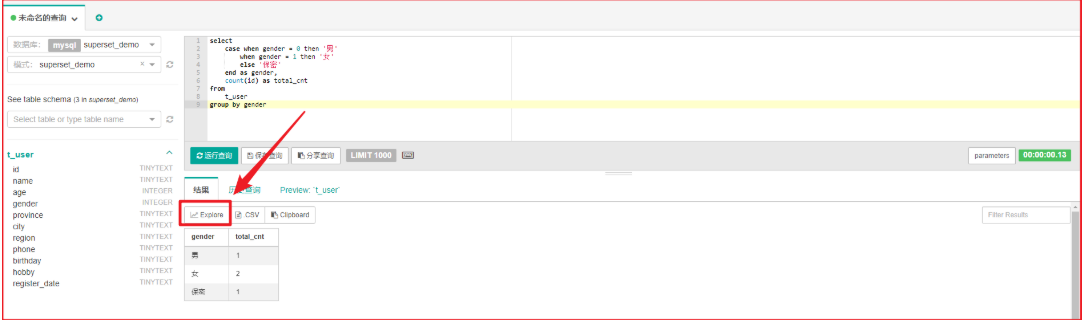 未命名的查询
数据库: mysql superset_demo
模式: superset_demo
See table schema (3 in superset_demo)
Select table or type table name
t_user
id TINYTEXT
name TINYTEXT
age INTEGER
gender INTEGER
province TINYTEXT
city TINYTEXT
region TINYTEXT
phone TINYTEXT
birthday TINYTEXT
hobby TINYTEXT
register_date TINYTEXT
1 select
2 case when gender = 0 then '男'
3 when gender = 1 then '女'
4 else '保密'
5 end as gender,
6 count(id) as total_cnt
7 from
8 t_user
9 group by gender
运行查询 保存查询 分享查询 LIMIT 1000 parameters 00:00:00.13
结果 历史查询 Preview: `t_user`
Explore .CSV Clipboard Filter Results
gender total_cnt
男 1
女 2
保密 1